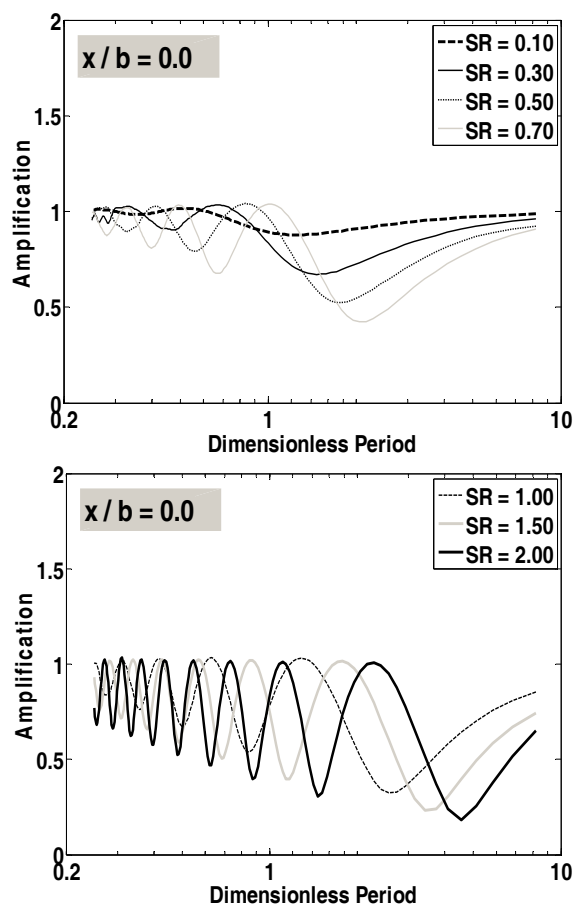 2
x / b = 0.0
SR = 0.10
SR = 0.30
SR = 0.50
SR = 0.70
1.5
1
0.5
0
Amplification
0.2
1
10
Dimensionless Period
2
x / b = 0.0
SR = 1.00
SR = 1.50
SR = 2.00
1.5
1
0.5
0
Amplification
0.2
1
10
Dimensionless Period